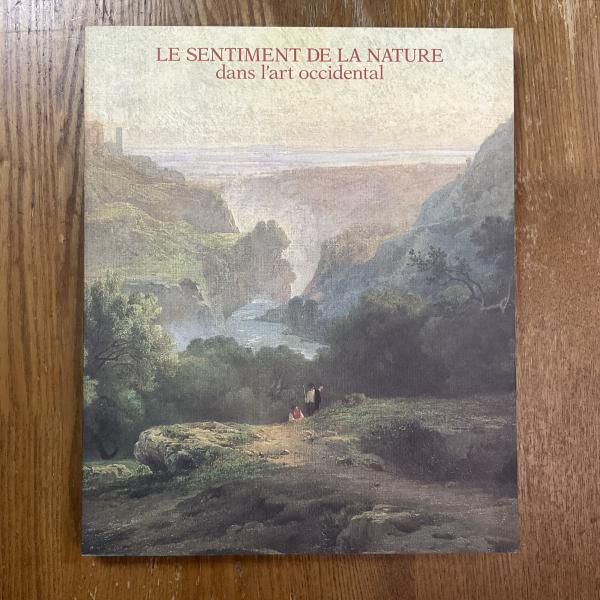 LE SENTIMENT DE LA NATURE
dans l'art occidental